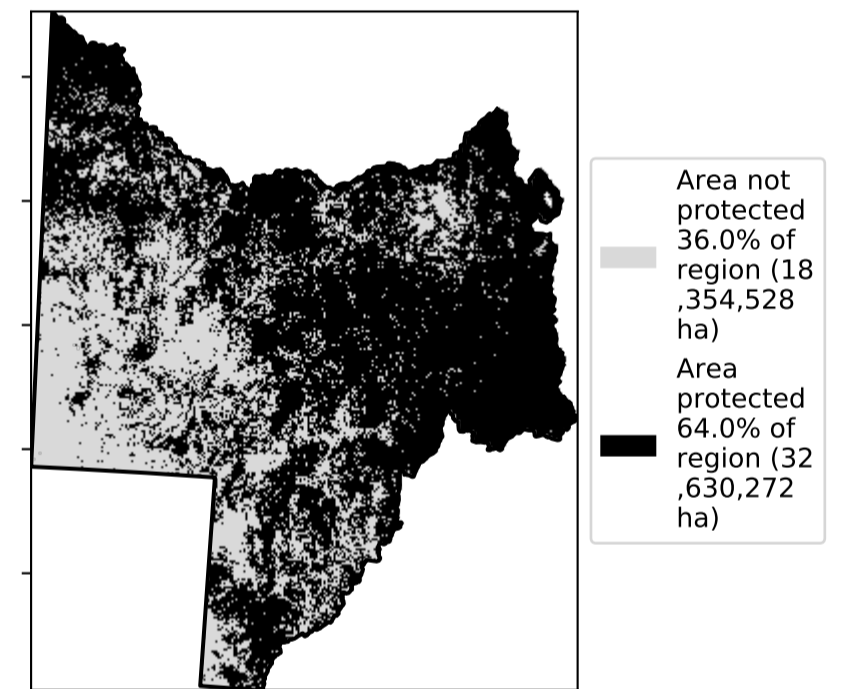 Area not
protected
36.0% of
region (18
,354,528
ha)
Area
protected
64.0% of
region (32
,630,272
ha)